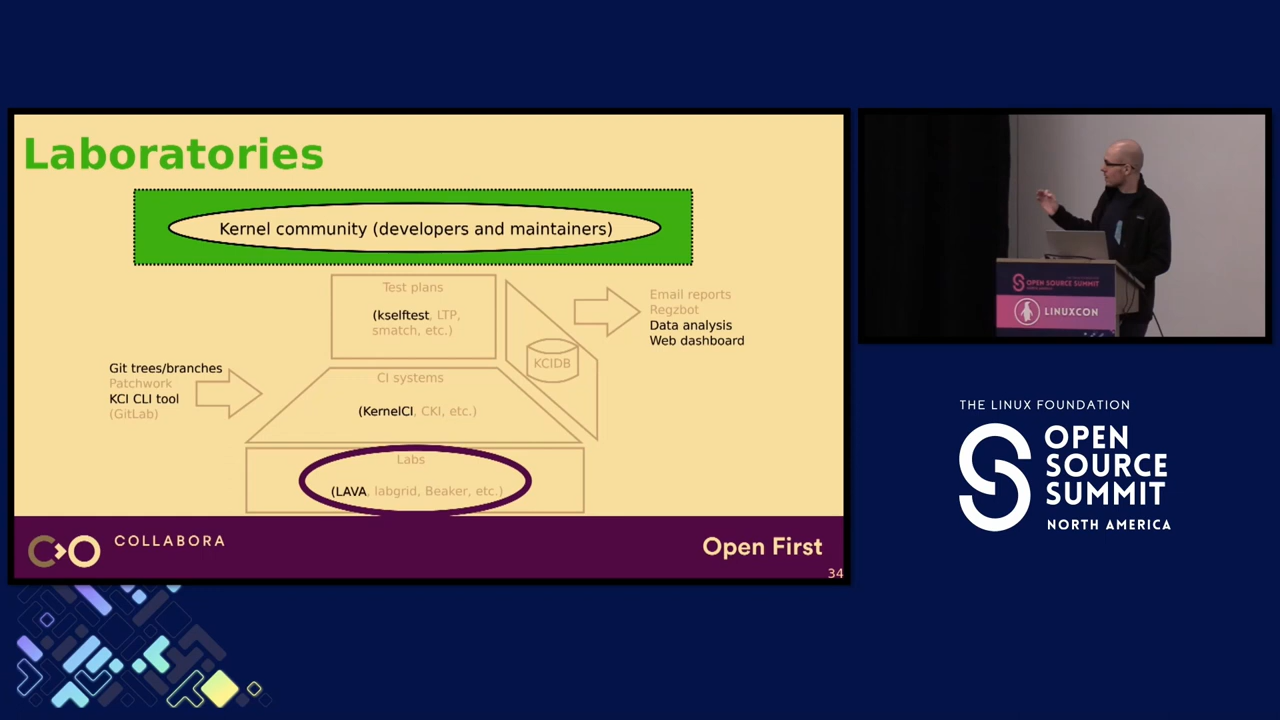 Laboratories
Kernel community (developers and maintainers)
Test plans
(kselftest, LTP,
smatch, etc.)
Email reports
Regzbot
Data analysis
Web dashboard
KCIDB
Git trees/branches
Patchwork
KCI CLI tool
(GitLab)
CI systems
(KernelCI, CKI, etc.)
Labs
(LAVA, labgrid, Beaker, etc.)
COLLABORA
Open First
34
OPEN SOURCE SUMMIT
LINUXCON
THE LINUX FOUNDATION
OPEN
SOURCE
SUMMIT
NORTH AMERICA